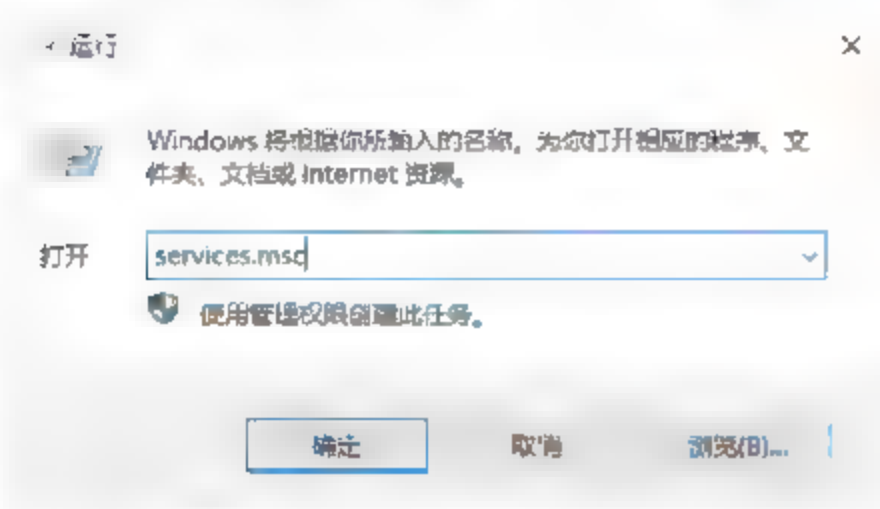 运行
Windows 将根据你所输入的名称，为你打开相应的程序、文
件夹、文档或 Internet 资源。
打开
services.msc
使用管理权限创建此任务。
确定
取消
浏览(B)...